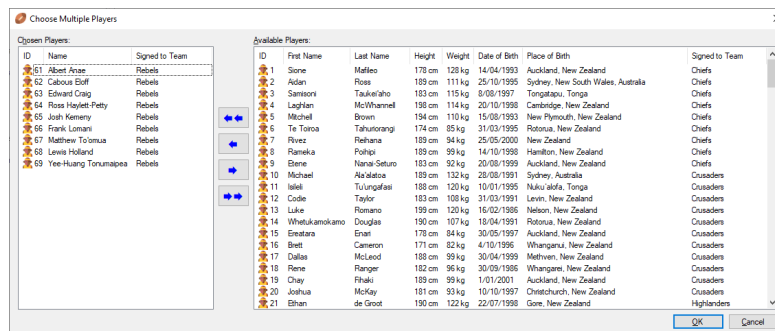 Choose Multiple Players
Chosen Players:
ID Name Signed to Team
61 Albert Anae Rebels
62 Cabous Eloff Rebels
63 Edward Craig Rebels
64 Ross Haylett-Petty Rebels
65 Josh Kemeny Rebels
66 Frank Lomani Rebels
67 Matthew To'omua Rebels
68 Lewis Holland Rebels
69 Yee-Huang Tonumaipea Rebels
Available Players:
ID First Name Last Name Height Weight Date of Birth Place of Birth Signed to Team
1 Sione Mafileo 178 cm 128 kg 14/04/1993 Auckland, New Zealand Chiefs
2 Aidan Ross 189 cm 111 kg 25/10/1995 Sydney, New South Wales, Australia Chiefs
3 Samisoni Taukei'aho 183 cm 115 kg 8/08/1997 Tongatapu, Tonga Chiefs
4 Laghlan McWhannell 198 cm 114 kg 20/10/1998 Cambridge, New Zealand Chiefs
5 Mitchell Brown 194 cm 110 kg 15/08/1993 New Plymouth, New Zealand Chiefs
6 Te Toiroa Tahuriorangi 174 cm 85 kg 31/03/1995 Rotorua, New Zealand Chiefs
7 Rivez Reihana 189 cm 94 kg 25/05/2000 New Zealand Chiefs
8 Rameka Poihipi 189 cm 99 kg 14/10/1998 Hamilton, New Zealand Chiefs
9 Etene Nanai-Seturo 183 cm 92 kg 20/08/1999 Auckland, New Zealand Chiefs
10 Michael Ala'alatoa 189 cm 132 kg 28/08/1991 Sydney, Australia Crusaders
11 Isileli Tu'ungafasi 188 cm 120 kg 10/01/1995 Nuku'alofa, Tonga Crusaders
12 Codie Taylor 183 cm 108 kg 31/03/1991 Levin, New Zealand Crusaders
13 Luke Romano 199 cm 120 kg 16/02/1986 Nelson, New Zealand Crusaders
14 Whetukamokamo Douglas 190 cm 107 kg 18/04/1991 Rotorua, New Zealand Crusaders
15 Ereatara Enari 178 cm 84 kg 30/05/1997 Auckland, New Zealand Crusaders
16 Brett Cameron 171 cm 82 kg 4/10/1996 Whanganui, New Zealand Crusaders
17 Dallas McLeod 188 cm 99 kg 30/04/1999 Methven, New Zealand Crusaders
18 Rene Ranger 182 cm 96 kg 30/09/1986 Whangarei, New Zealand Crusaders
19 Chay Fihaki 189 cm 99 kg 1/01/2001 Auckland, New Zealand Crusaders
20 Joshua McKay 181 cm 93 kg 10/10/1997 Christchurch, New Zealand Crusaders
21 Ethan de Groot 190 cm 122 kg 22/07/1998 Gore, New Zealand Highlanders
OK Cancel